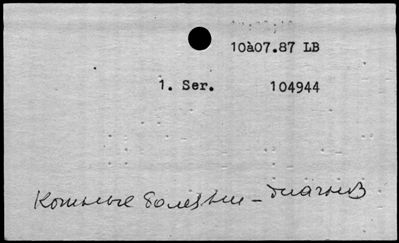 10à07.87 LB
1. Ser. 104944
Кожные болезни – диагноз